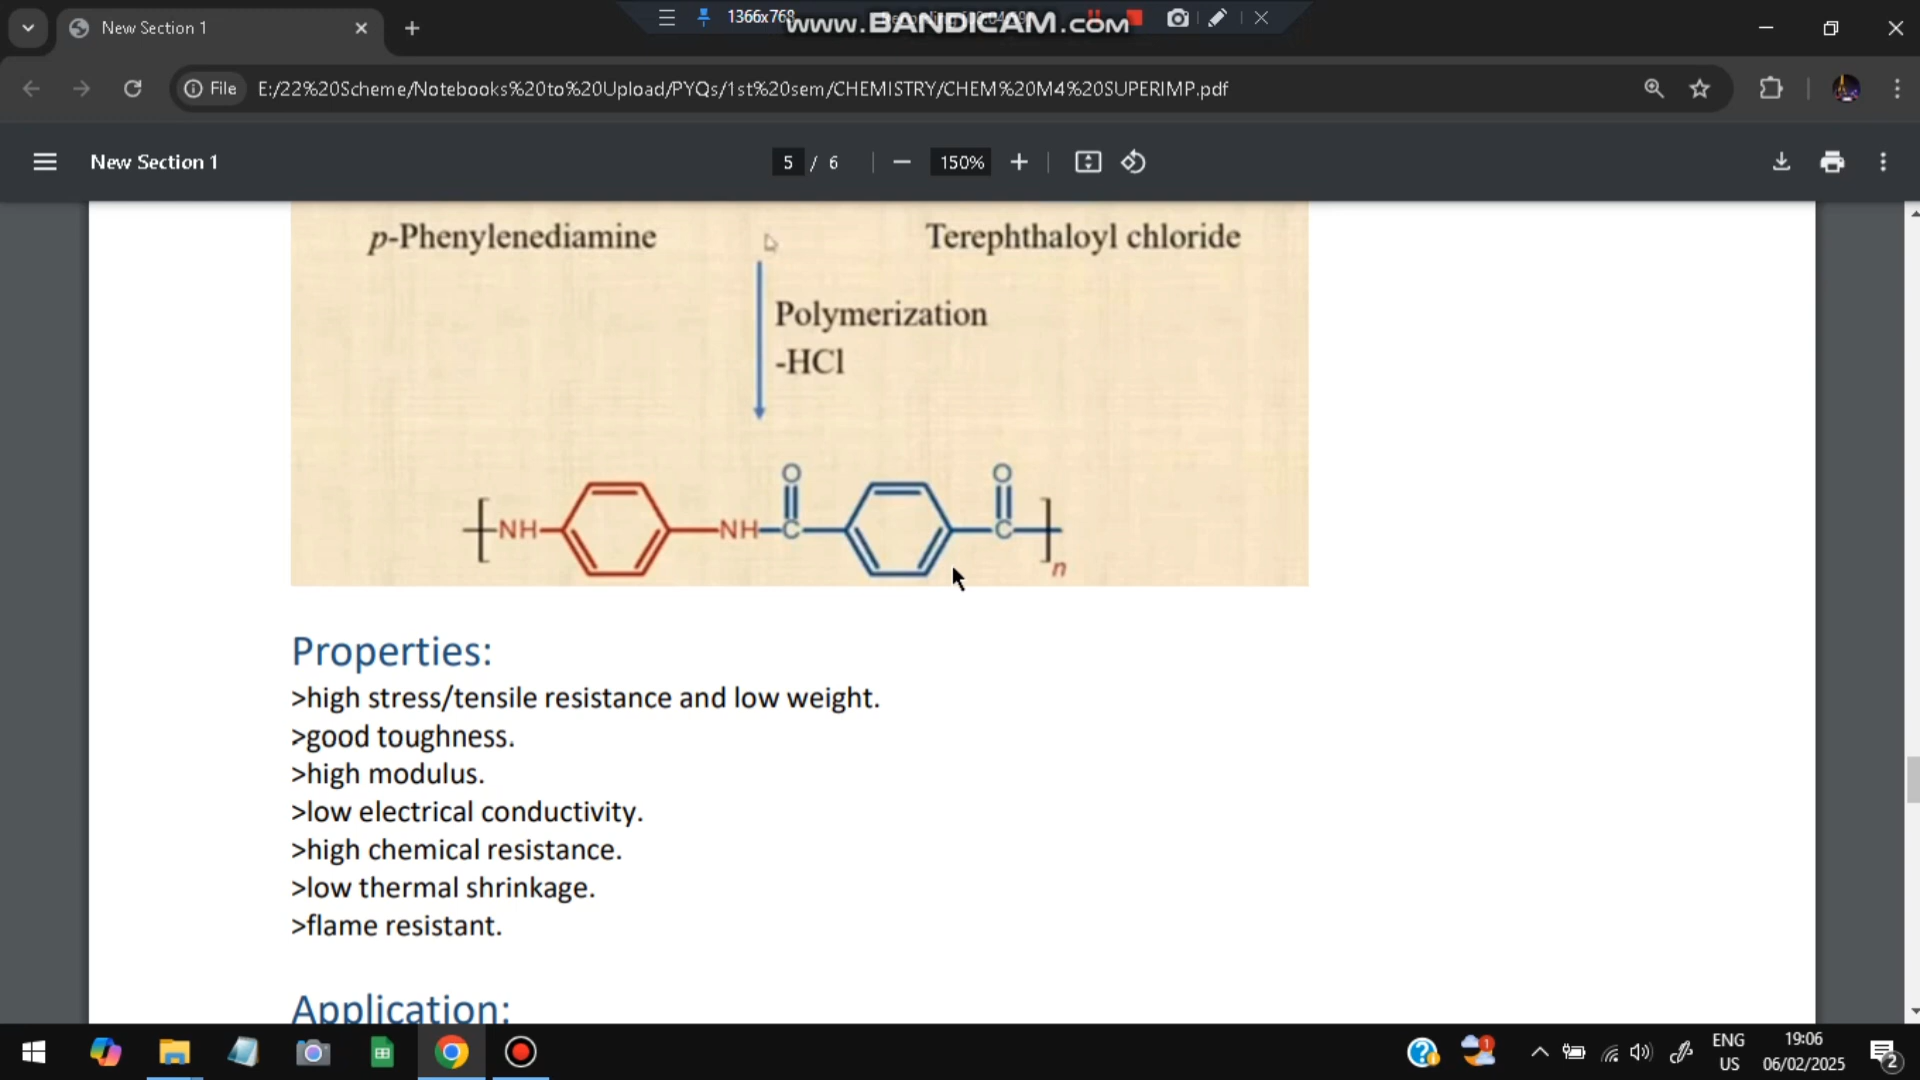 New Section 1
1366x768
www.BANDICAM.com
File
E:/22%20Scheme/Notebooks%20to%20Upload/PYQs/1st%20sem/CHEMISTRY/CHEM%20M4%20SUPERIMP.pdf
New Section 1
5 / 6
150%
p-Phenylenediamine
Terephthaloyl chloride
Polymerization
-HCl
O O
NH NH C C
n
Properties:
>high stress/tensile resistance and low weight.
>good toughness.
>high modulus.
>low electrical conductivity.
>high chemical resistance.
>low thermal shrinkage.
>flame resistant.
Application:
ENG
US
19:06
06/02/2025
2
1